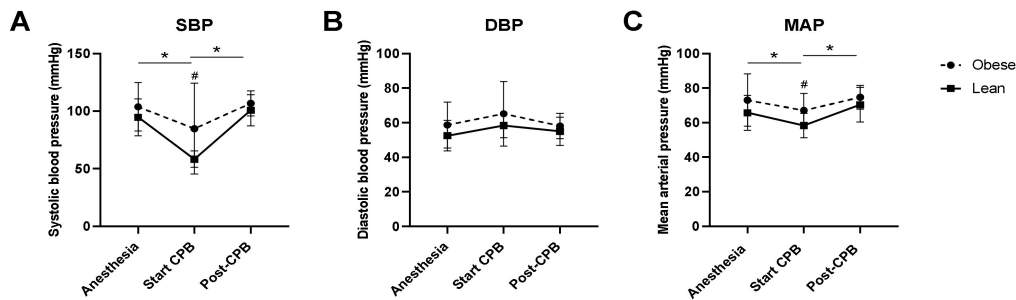 A
SBP
Systolic blood pressure (mmHg)
150
100
50
0
*
*
#
Anesthesia
Start CPB
Post-CPB
B
DBP
Diastolic blood pressure (mmHg)
100
80
60
40
20
0
Anesthesia
Start CPB
Post-CPB
C
MAP
Mean arterial pressure (mmHg)
100
80
60
40
20
0
*
*
#
Anesthesia
Start CPB
Post-CPB
Obese
Lean